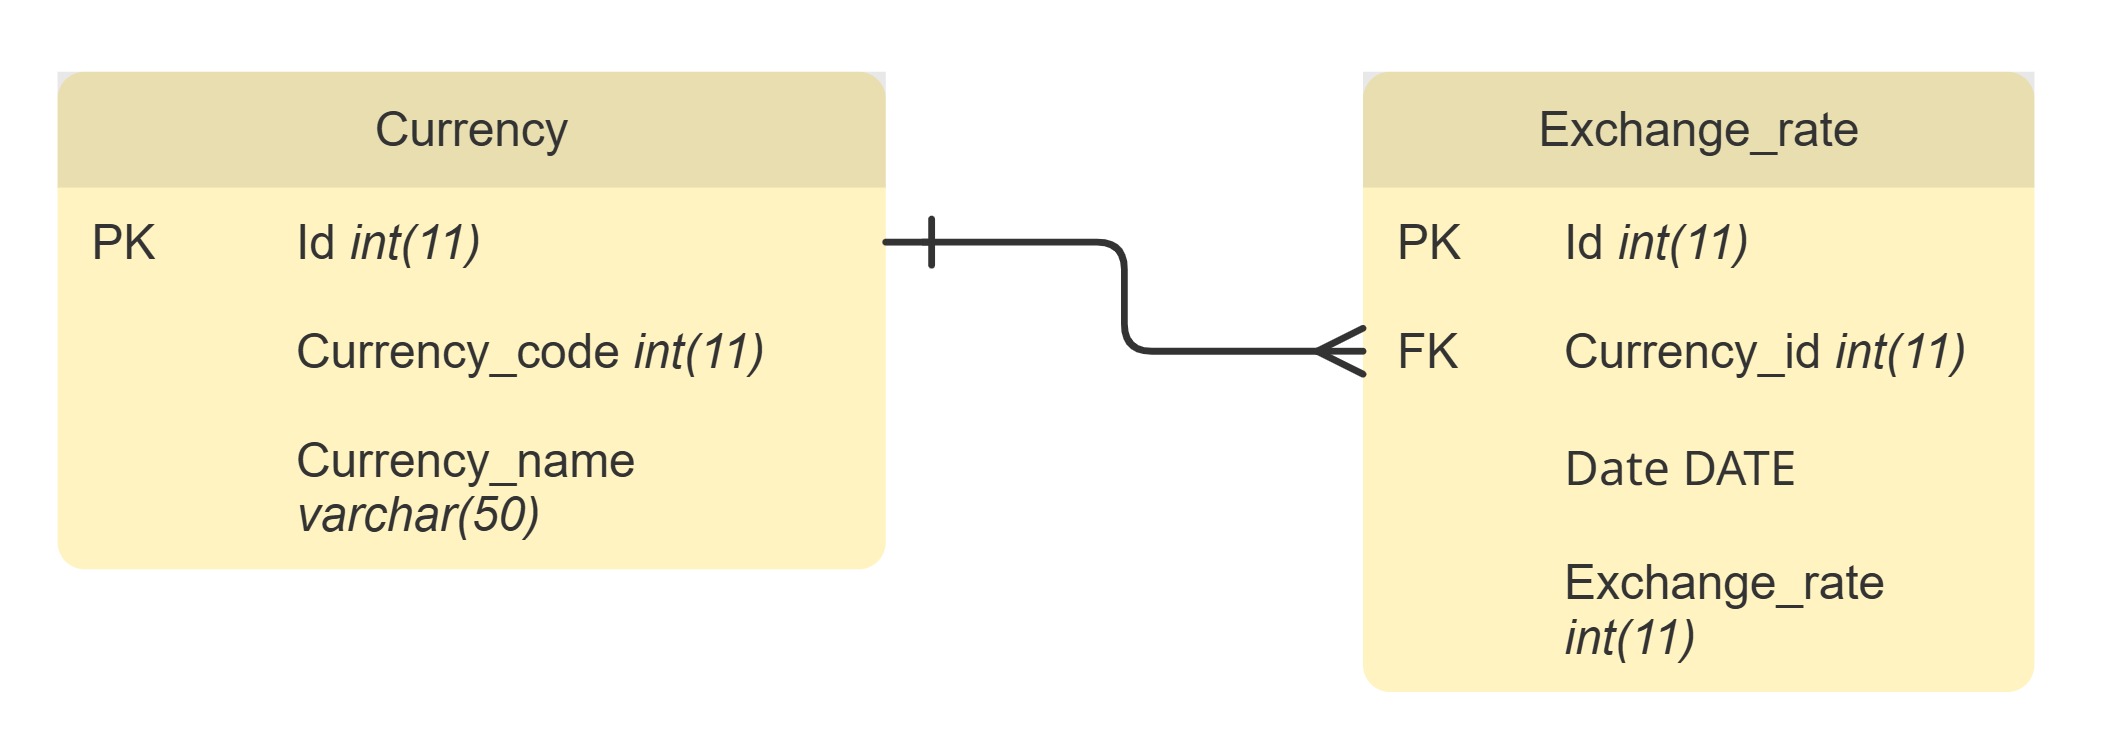 Currency
PK Id int(11)
Currency_code int(11)
Currency_name
varchar(50)
Exchange_rate
PK Id int(11)
FK Currency_id int(11)
Date DATE
Exchange_rate
int(11)